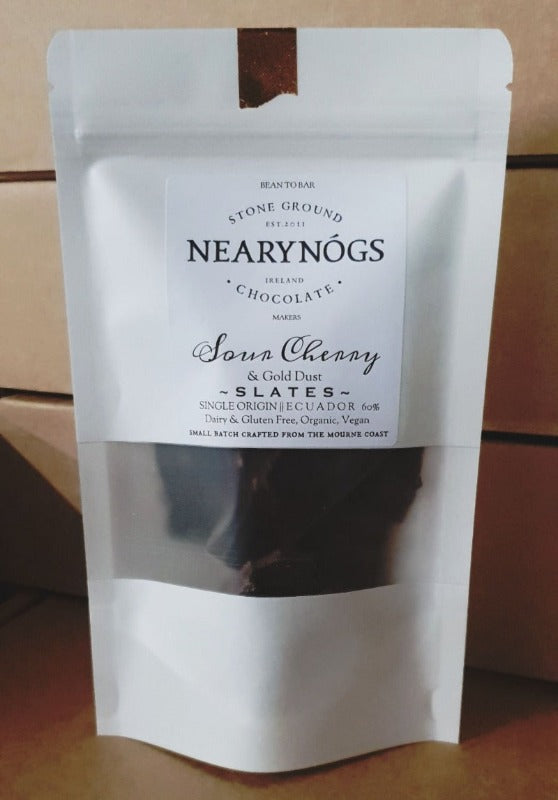 BEAN TO BAR
STONE GROUND
EST. 2011
NEARYNÓGS
IRELAND
• CHOCOLATE •
MAKERS
Sour Cherry
& Gold Dust
~ SLATES ~
SINGLE ORIGIN || ECUADOR 60%
Dairy & Gluten Free, Organic, Vegan
SMALL BATCH CRAFTED FROM THE MOURNE COAST